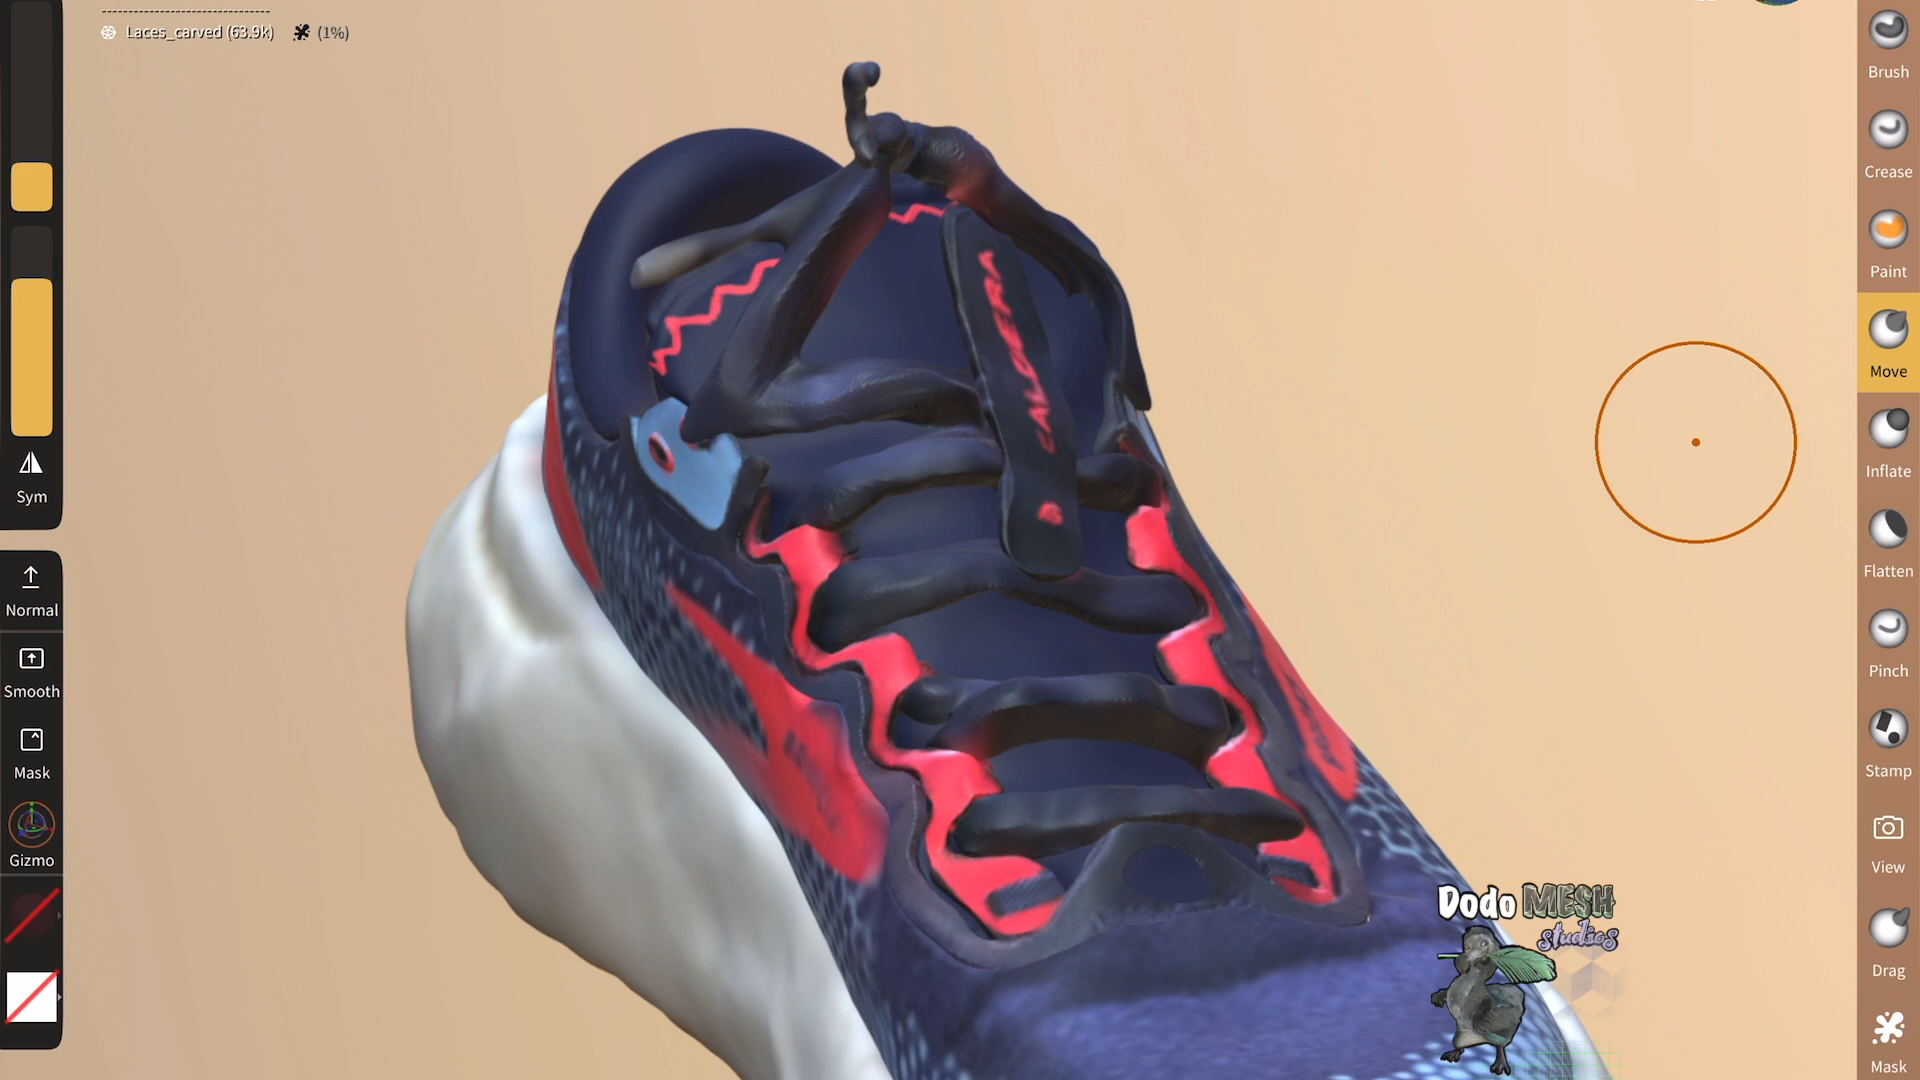 Laces_carved (63.9k) (1%)
Sym
Normal
Smooth
Mask
Gizmo
Brush
Crease
Paint
Move
Inflate
Flatten
Pinch
Stamp
View
Drag
Mask
CALDERA
Dodo MESH
studios